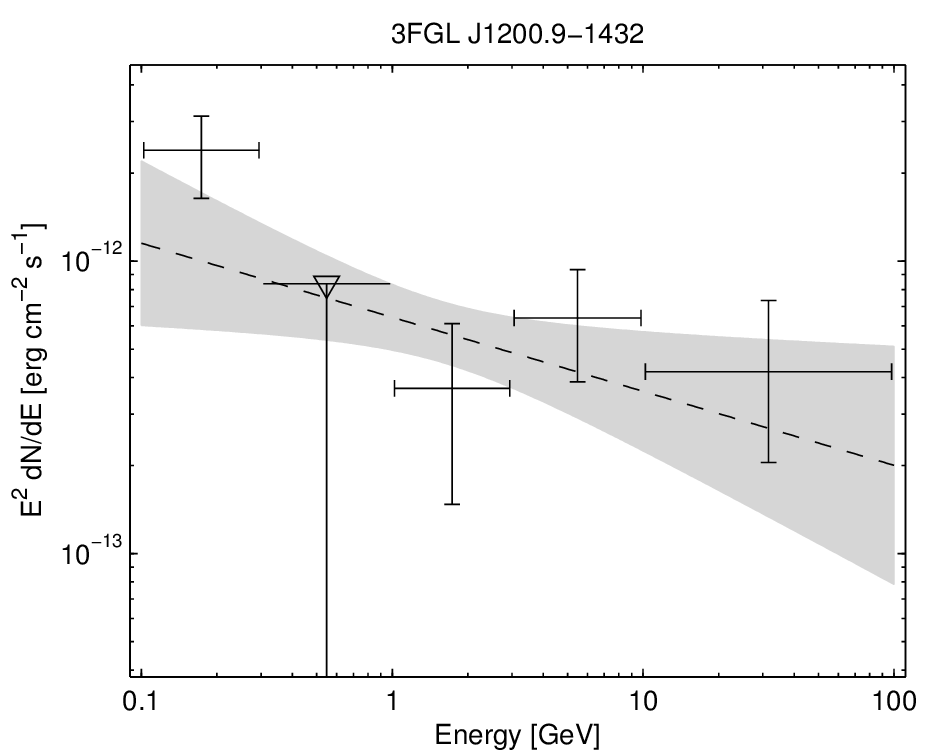 3FGL J1200.9−1432
E² dN/dE [erg cm⁻² s⁻¹]
10⁻¹²
10⁻¹³
0.1 1 10 100
Energy [GeV]